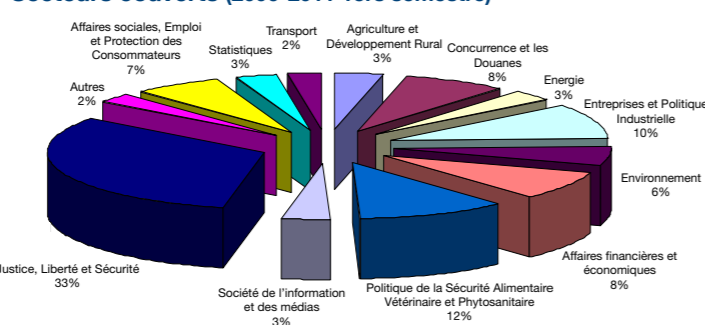 Affaires sociales, Emploi
et Protection des
Consommateurs
7%
Statistiques
3%
Transport
2%
Agriculture et
Développement Rural
3%
Concurrence et les
Douanes
8%
Energie
3%
Entreprises et Politique
Industrielle
10%
Environnement
6%
Affaires financières et
économiques
8%
Politique de la Sécurité Alimentaire
Vétérinaire et Phytosanitaire
12%
Société de l'information
et des médias
3%
Justice, Liberté et Sécurité
33%
Autres
2%